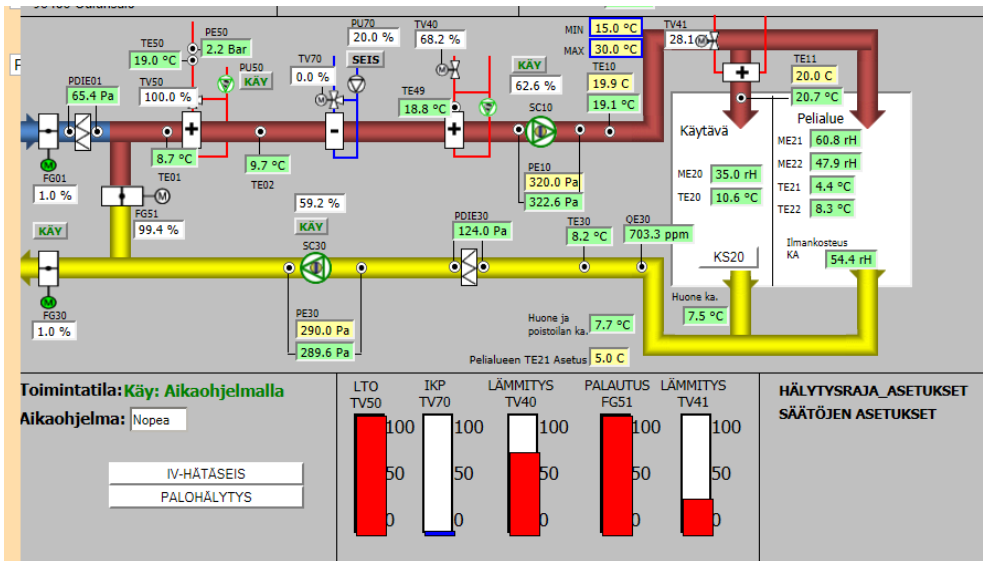 PU70
TV40
MIN
15.0 °C
TV41
TE50
PE50
20.0 %
68.2 %
MAX
30.0 °C
28.1
M
19.0 °C
2.2 Bar
TV70
SEIS
KÄY
TE10
TE11
PDIE01
TV50
PU50
0.0 %
M
62.6 %
19.9 C
20.0 C
65.4 Pa
100.0 %
KÄY
M
TE49
18.8 °C
SC10
19.1 °C
20.7 °C
Käytävä
Pelialue
ME21
60.8 rH
8.7 °C
9.7 °C
PE10
ME22
47.9 rH
FG01
TE01
TE02
320.0 Pa
ME20
35.0 rH
TE21
4.4 °C
1.0 %
M
322.6 Pa
TE20
10.6 °C
TE22
8.3 °C
FG51
59.2 %
PDIE30
TE30
QE30
KÄY
99.4 %
KÄY
124.0 Pa
8.2 °C
703.3 ppm
Ilmankosteus
KA
54.4 rH
SC30
KS20
M
FG30
PE30
Huone ka.
1.0 %
290.0 Pa
Huone ja
poistoilan ka.
7.7 °C
7.5 °C
289.6 Pa
Pelialueen TE21 Asetus
5.0 C
Toimintatila: Käy: Aikaohjelmalla
Aikaohjelma: Nopea
IV-HÄTÄSEIS
PALOHÄLYTYS
LTO IKP LÄMMITYS PALAUTUS LÄMMITYS
TV50 TV70 TV40 FG51 TV41
100 100 100 100 100
50 50 50 50 50
0 0 0 0 0
HÄLYTYSRAJA_ASETUKSET
SÄÄTÖJEN ASETUKSET